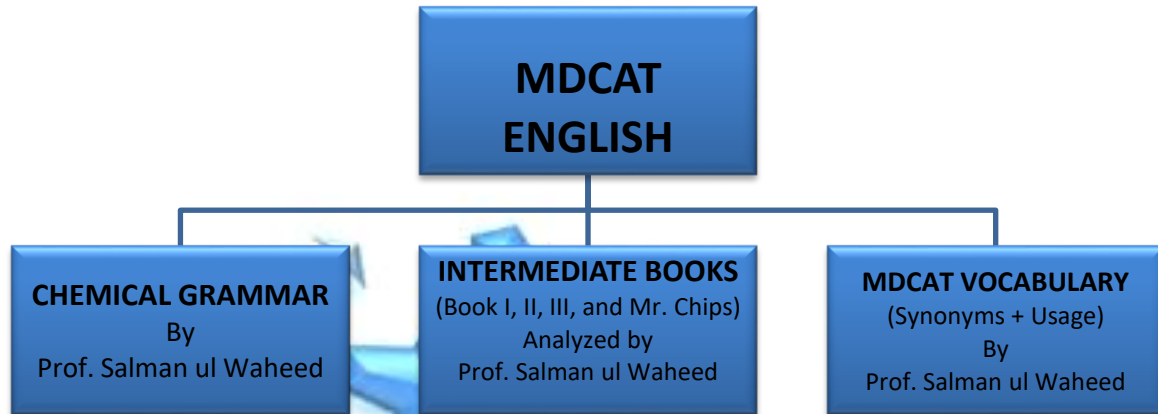 MDCAT
ENGLISH
CHEMICAL GRAMMAR
By
Prof. Salman ul Waheed
INTERMEDIATE BOOKS
(Book I, II, III, and Mr. Chips)
Analyzed by
Prof. Salman ul Waheed
MDCAT VOCABULARY
(Synonyms + Usage)
By
Prof. Salman ul Waheed